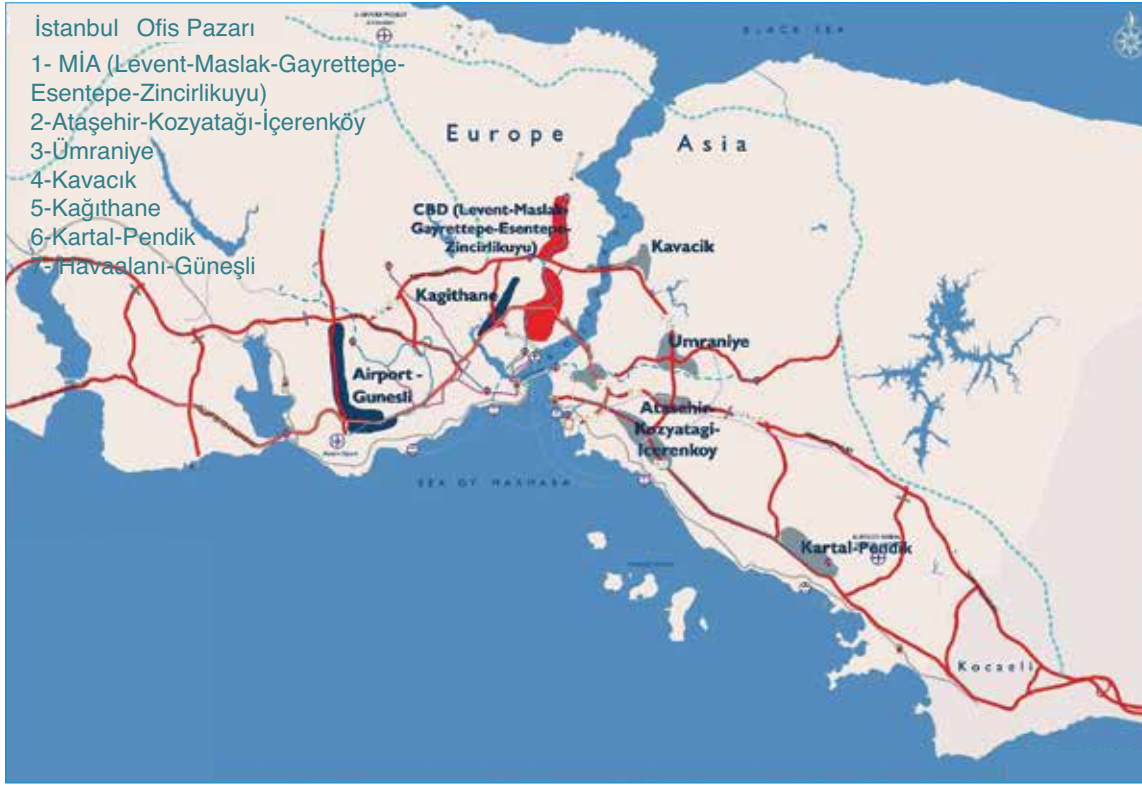 İstanbul Ofis Pazarı
1- MİA (Levent-Maslak-Gayrettepe-
Esentepe-Zincirlikuyu)
2-Ataşehir-Kozyatağı-İçerenköy
3-Ümraniye
4-Kavacık
5-Kağıthane
6-Kartal-Pendik
7- Havaalanı-Güneşli
BLACK SEA
Europe
Asia
CBD (Levent-Maslak-
Gayrettepe-Esentepe-
Zincirlikuyu)
Kavacik
Kagithane
Umraniye
Airport -
Gunesli
Ataşehir-
Kozyatagi-
Icerenkoy
SEA OF MARMARA
Kartal-Pendik
Kocaeli